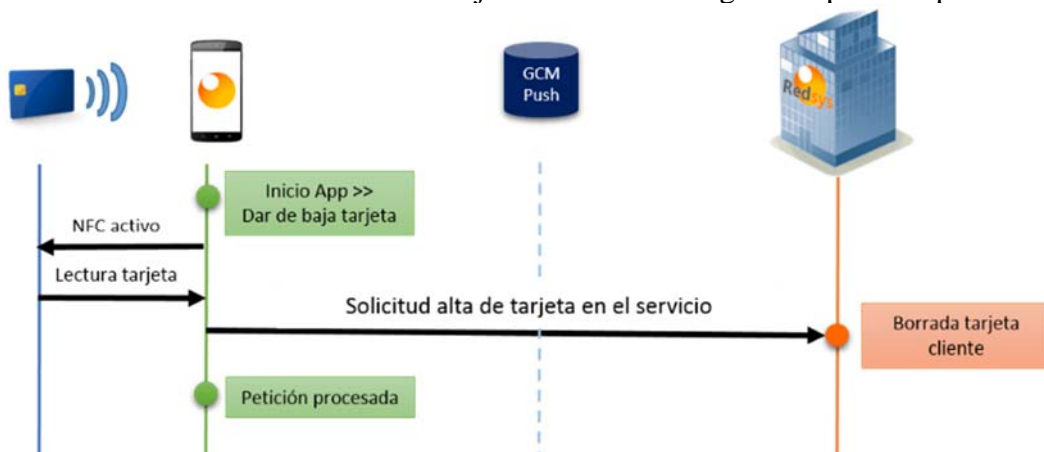 GCM
Push
Redsys
Inicio App >>
Dar de baja tarjeta
NFC activo
Lectura tarjeta
Solicitud alta de tarjeta en el servicio
Borrada tarjeta
cliente
Petición procesada